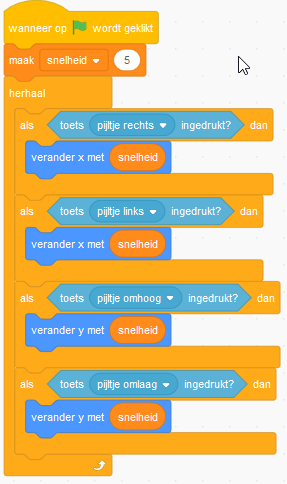 wanneer op wordt geklikt
maak snelheid 5
herhaal
als toets pijltje rechts ingedrukt? dan
verander x met snelheid
als toets pijltje links ingedrukt? dan
verander x met snelheid
als toets pijltje omhoog ingedrukt? dan
verander y met snelheid
als toets pijltje omlaag ingedrukt? dan
verander y met snelheid